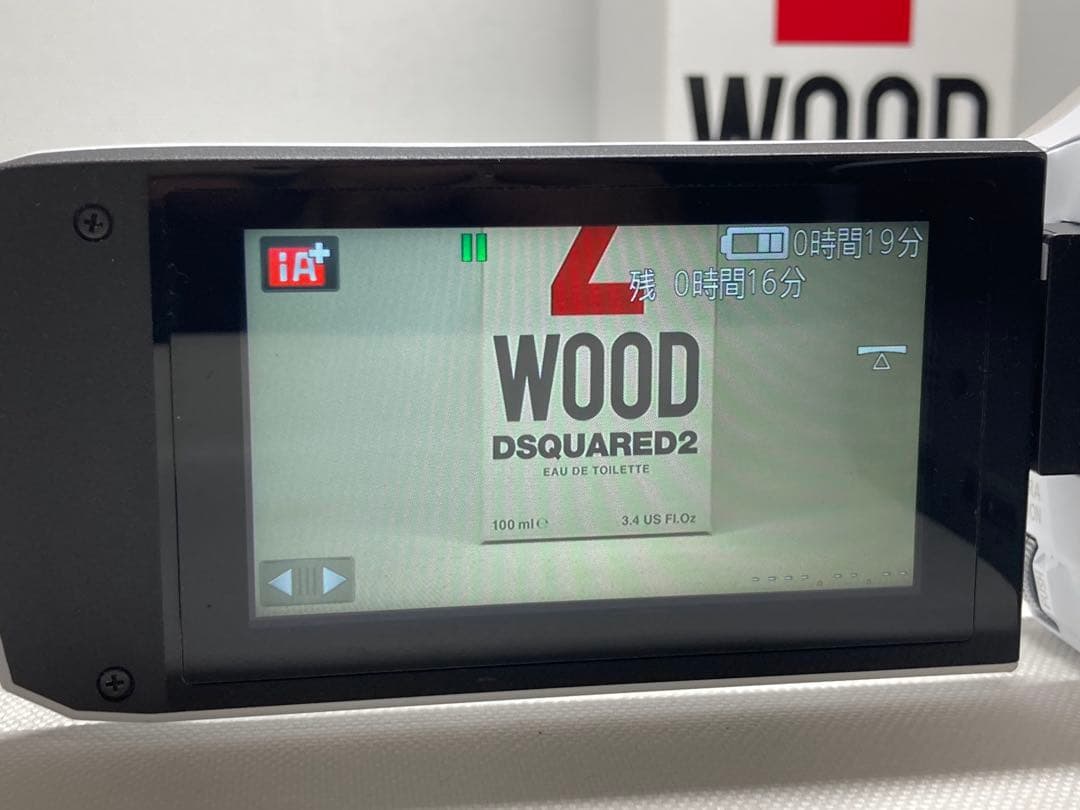 WOOD
iA+
0時間19分
残 0時間16分
2
WOOD
DSQUARED2
EAU DE TOILETTE
100 ml e
3.4 US Fl.Oz